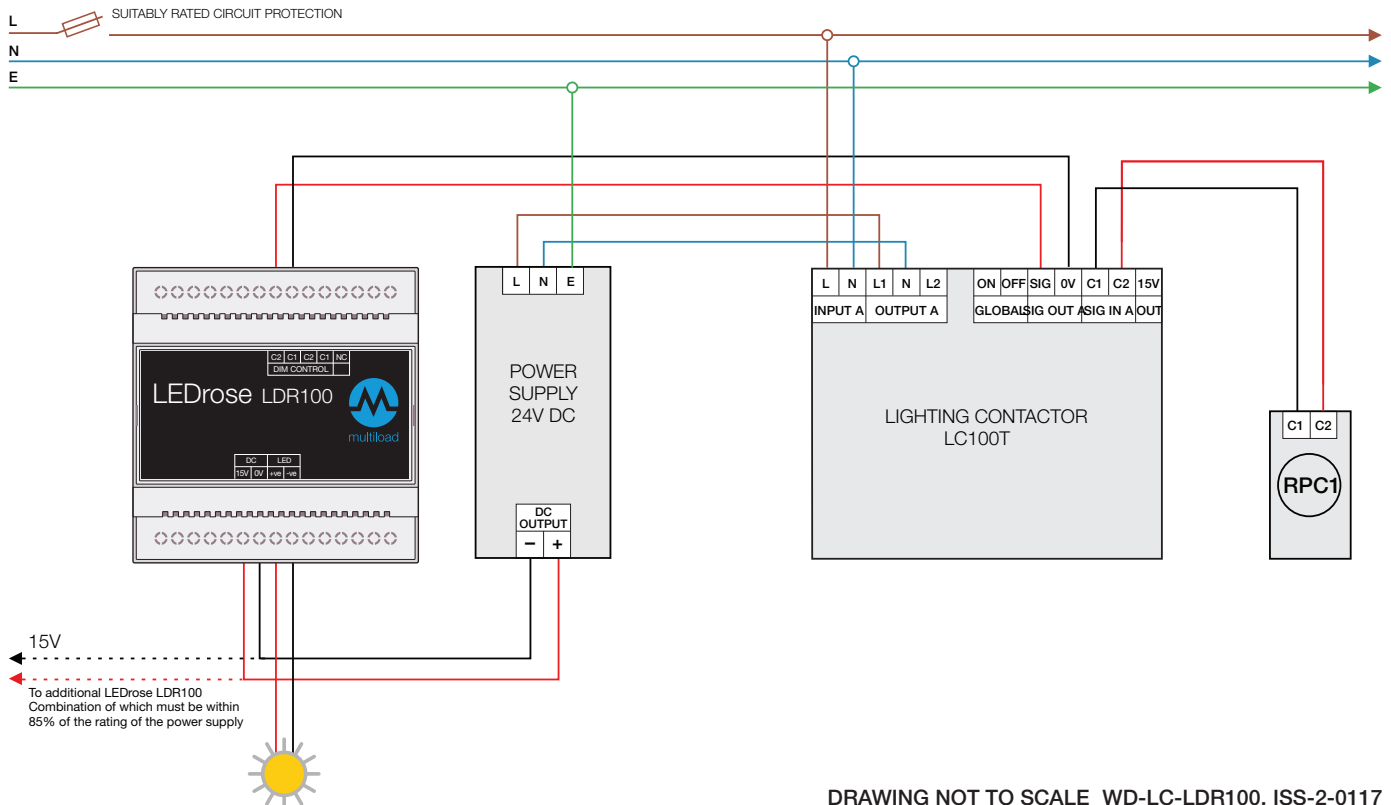 L
SUITABLY RATED CIRCUIT PROTECTION
N
E
L N E
POWER
SUPPLY
24V DC
DC
OUTPUT
– +
L N L1 N L2
INPUT A OUTPUT A
ON OFF SIG 0V C1 C2 15V
GLOBAL SIG OUT A SIG IN A OUT
LIGHTING CONTACTOR
LC100T
C1 C2
RPC1
C2 C1 C2 C1 NC
DIM CONTROL
LEDrose LDR100
multiload
DC LED
15V 0V +ve -ve
15V
To additional LEDrose LDR100
Combination of which must be within
85% of the rating of the power supply
DRAWING NOT TO SCALE WD-LC-LDR100. ISS-2-0117